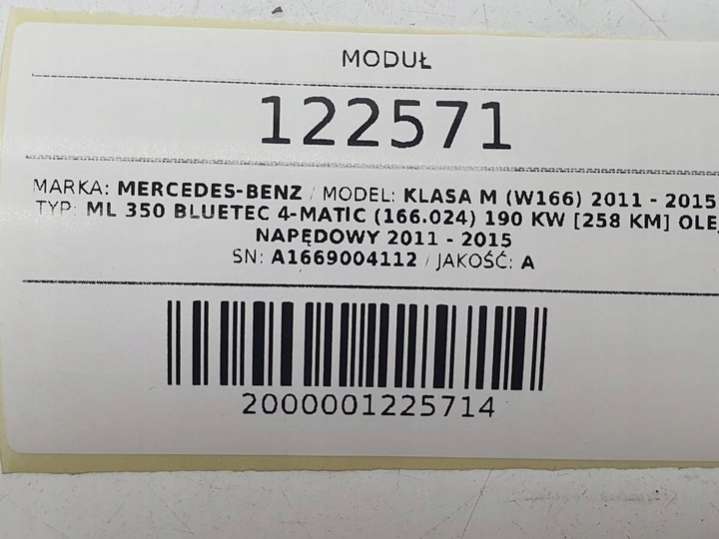 MODUŁ
122571
MARKA: MERCEDES-BENZ / MODEL: KLASA M (W166) 2011 - 2015
TYP: ML 350 BLUETEC 4-MATIC (166.024) 190 KW [258 KM] OLEJ
NAPĘDOWY 2011 - 2015
SN: A1669004112 / JAKOŚĆ: A
2000001225714